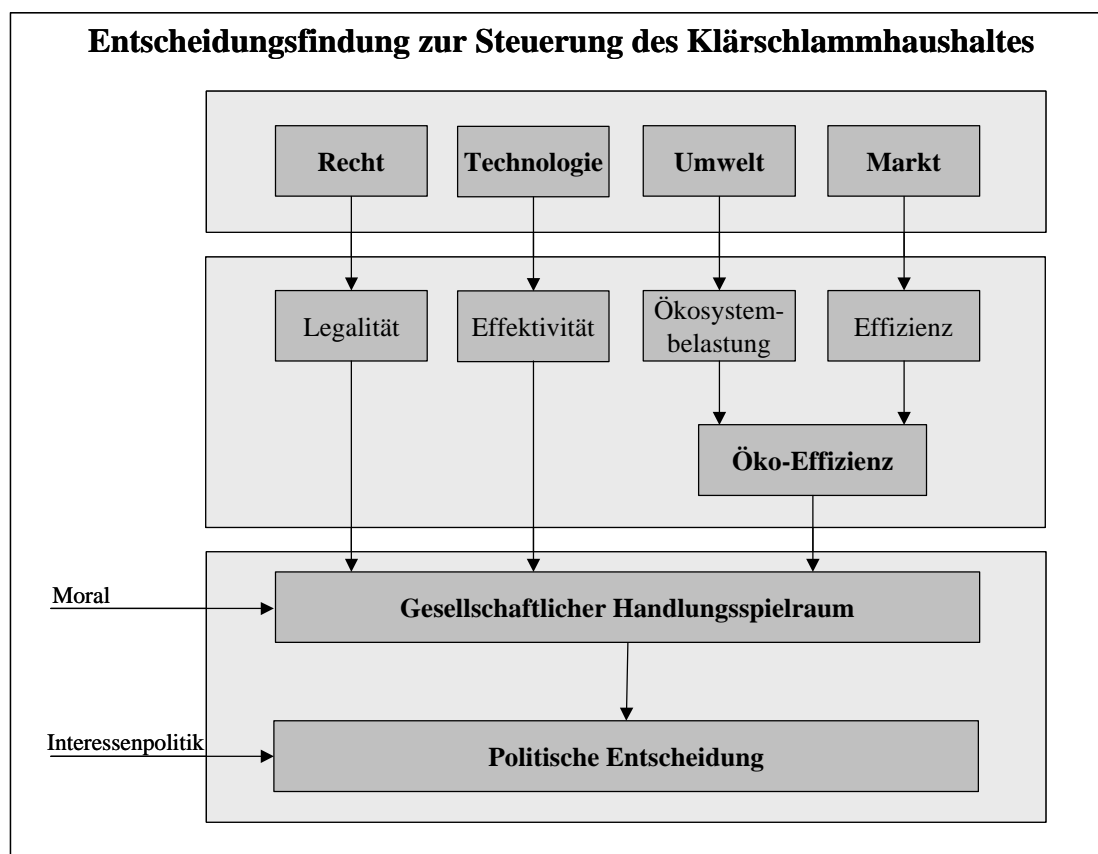 Entscheidungsfindung zur Steuerung des Klärschlammhaushaltes
Recht
Technologie
Umwelt
Markt
Legalität
Effektivität
Ökosystem-
belastung
Effizienz
Öko-Effizienz
Moral
Gesellschaftlicher Handlungsspielraum
Interessenpolitik
Politische Entscheidung